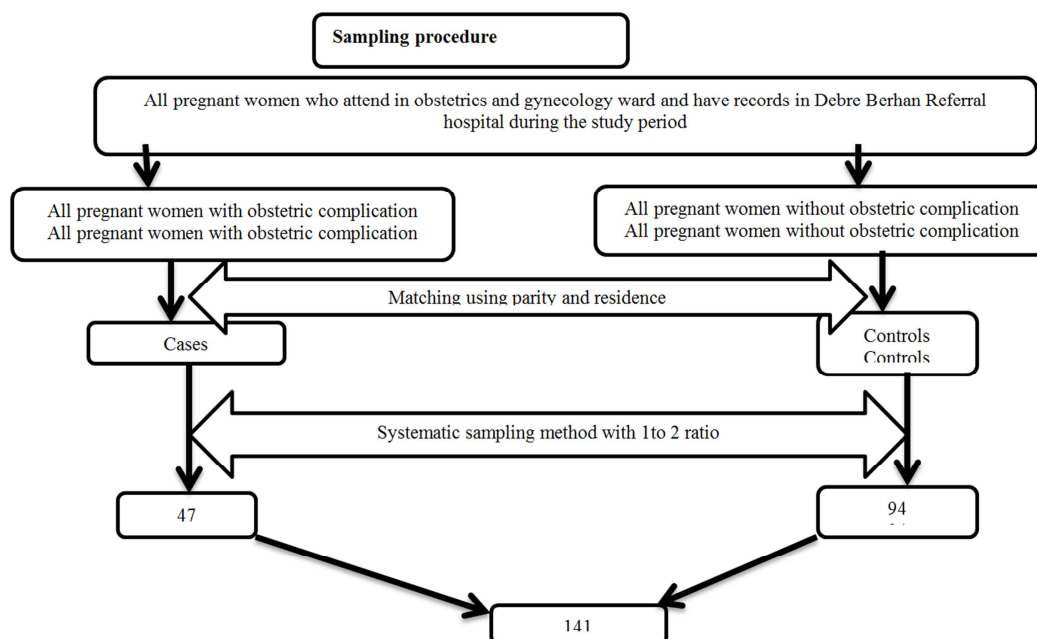 Sampling procedure
All pregnant women who attend in obstetrics and gynecology ward and have records in Debre Berhan Referral
hospital during the study period
All pregnant women with obstetric complication
All pregnant women with obstetric complication
All pregnant women without obstetric complication
All pregnant women without obstetric complication
Matching using parity and residence
Cases
Controls
Controls
Systematic sampling method with 1to 2 ratio
47
94
141